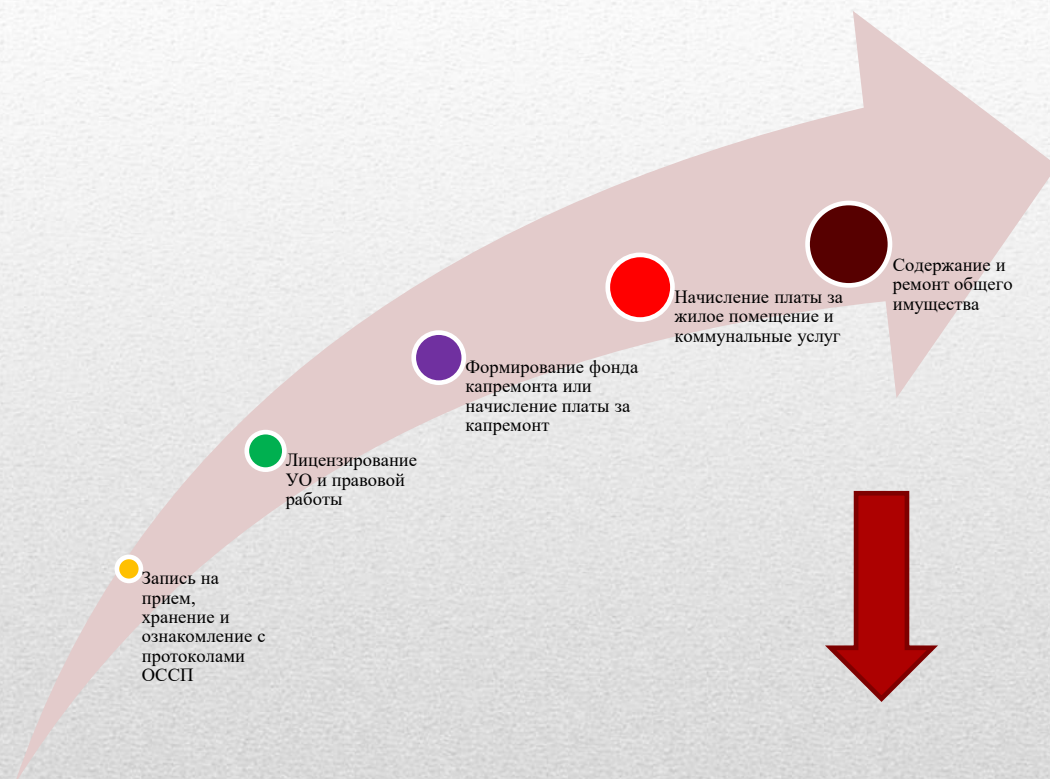 Содержание и
ремонт общего
имущества
Начисление платы за
жилое помещение и
коммунальные услуг
Формирование фонда
капремонта или
начисление платы за
капремонт
Лицензирование
УО и правовой
работы
Запись на
прием,
хранение и
ознакомление с
протоколами
ОССП